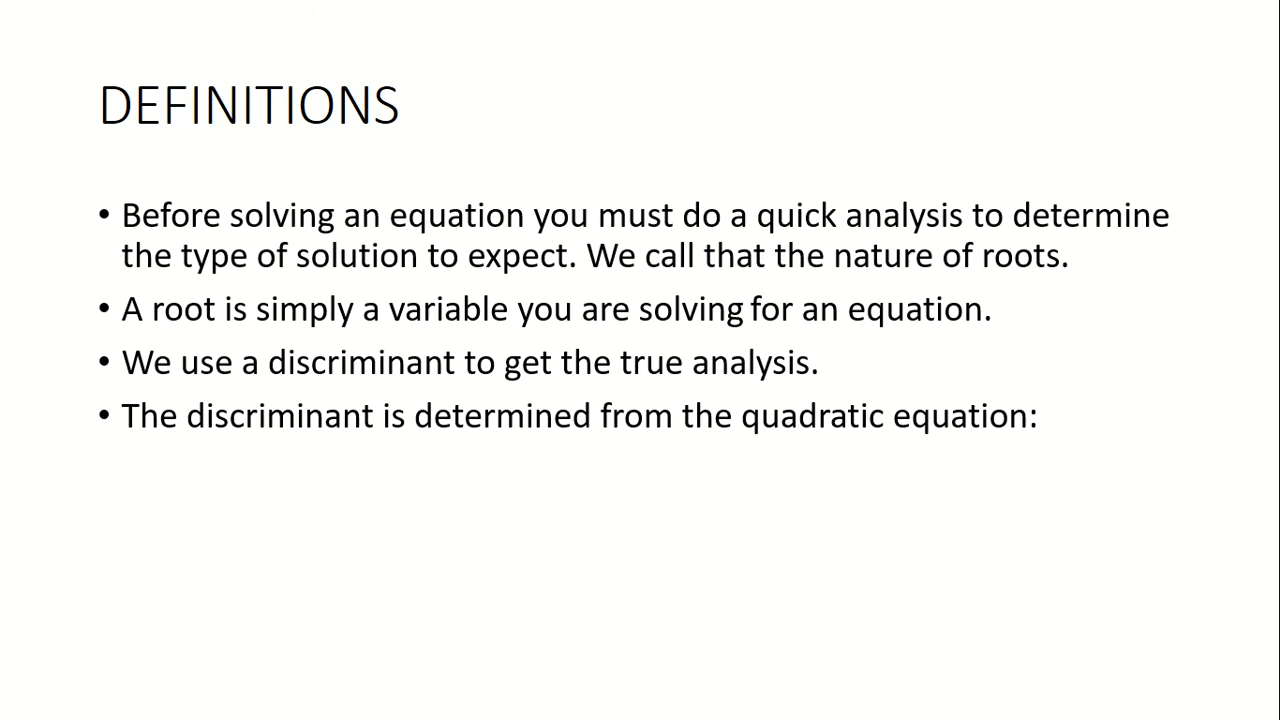 DEFINITIONS
• Before solving an equation you must do a quick analysis to determine
the type of solution to expect. We call that the nature of roots.
• A root is simply a variable you are solving for an equation.
• We use a discriminant to get the true analysis.
• The discriminant is determined from the quadratic equation: